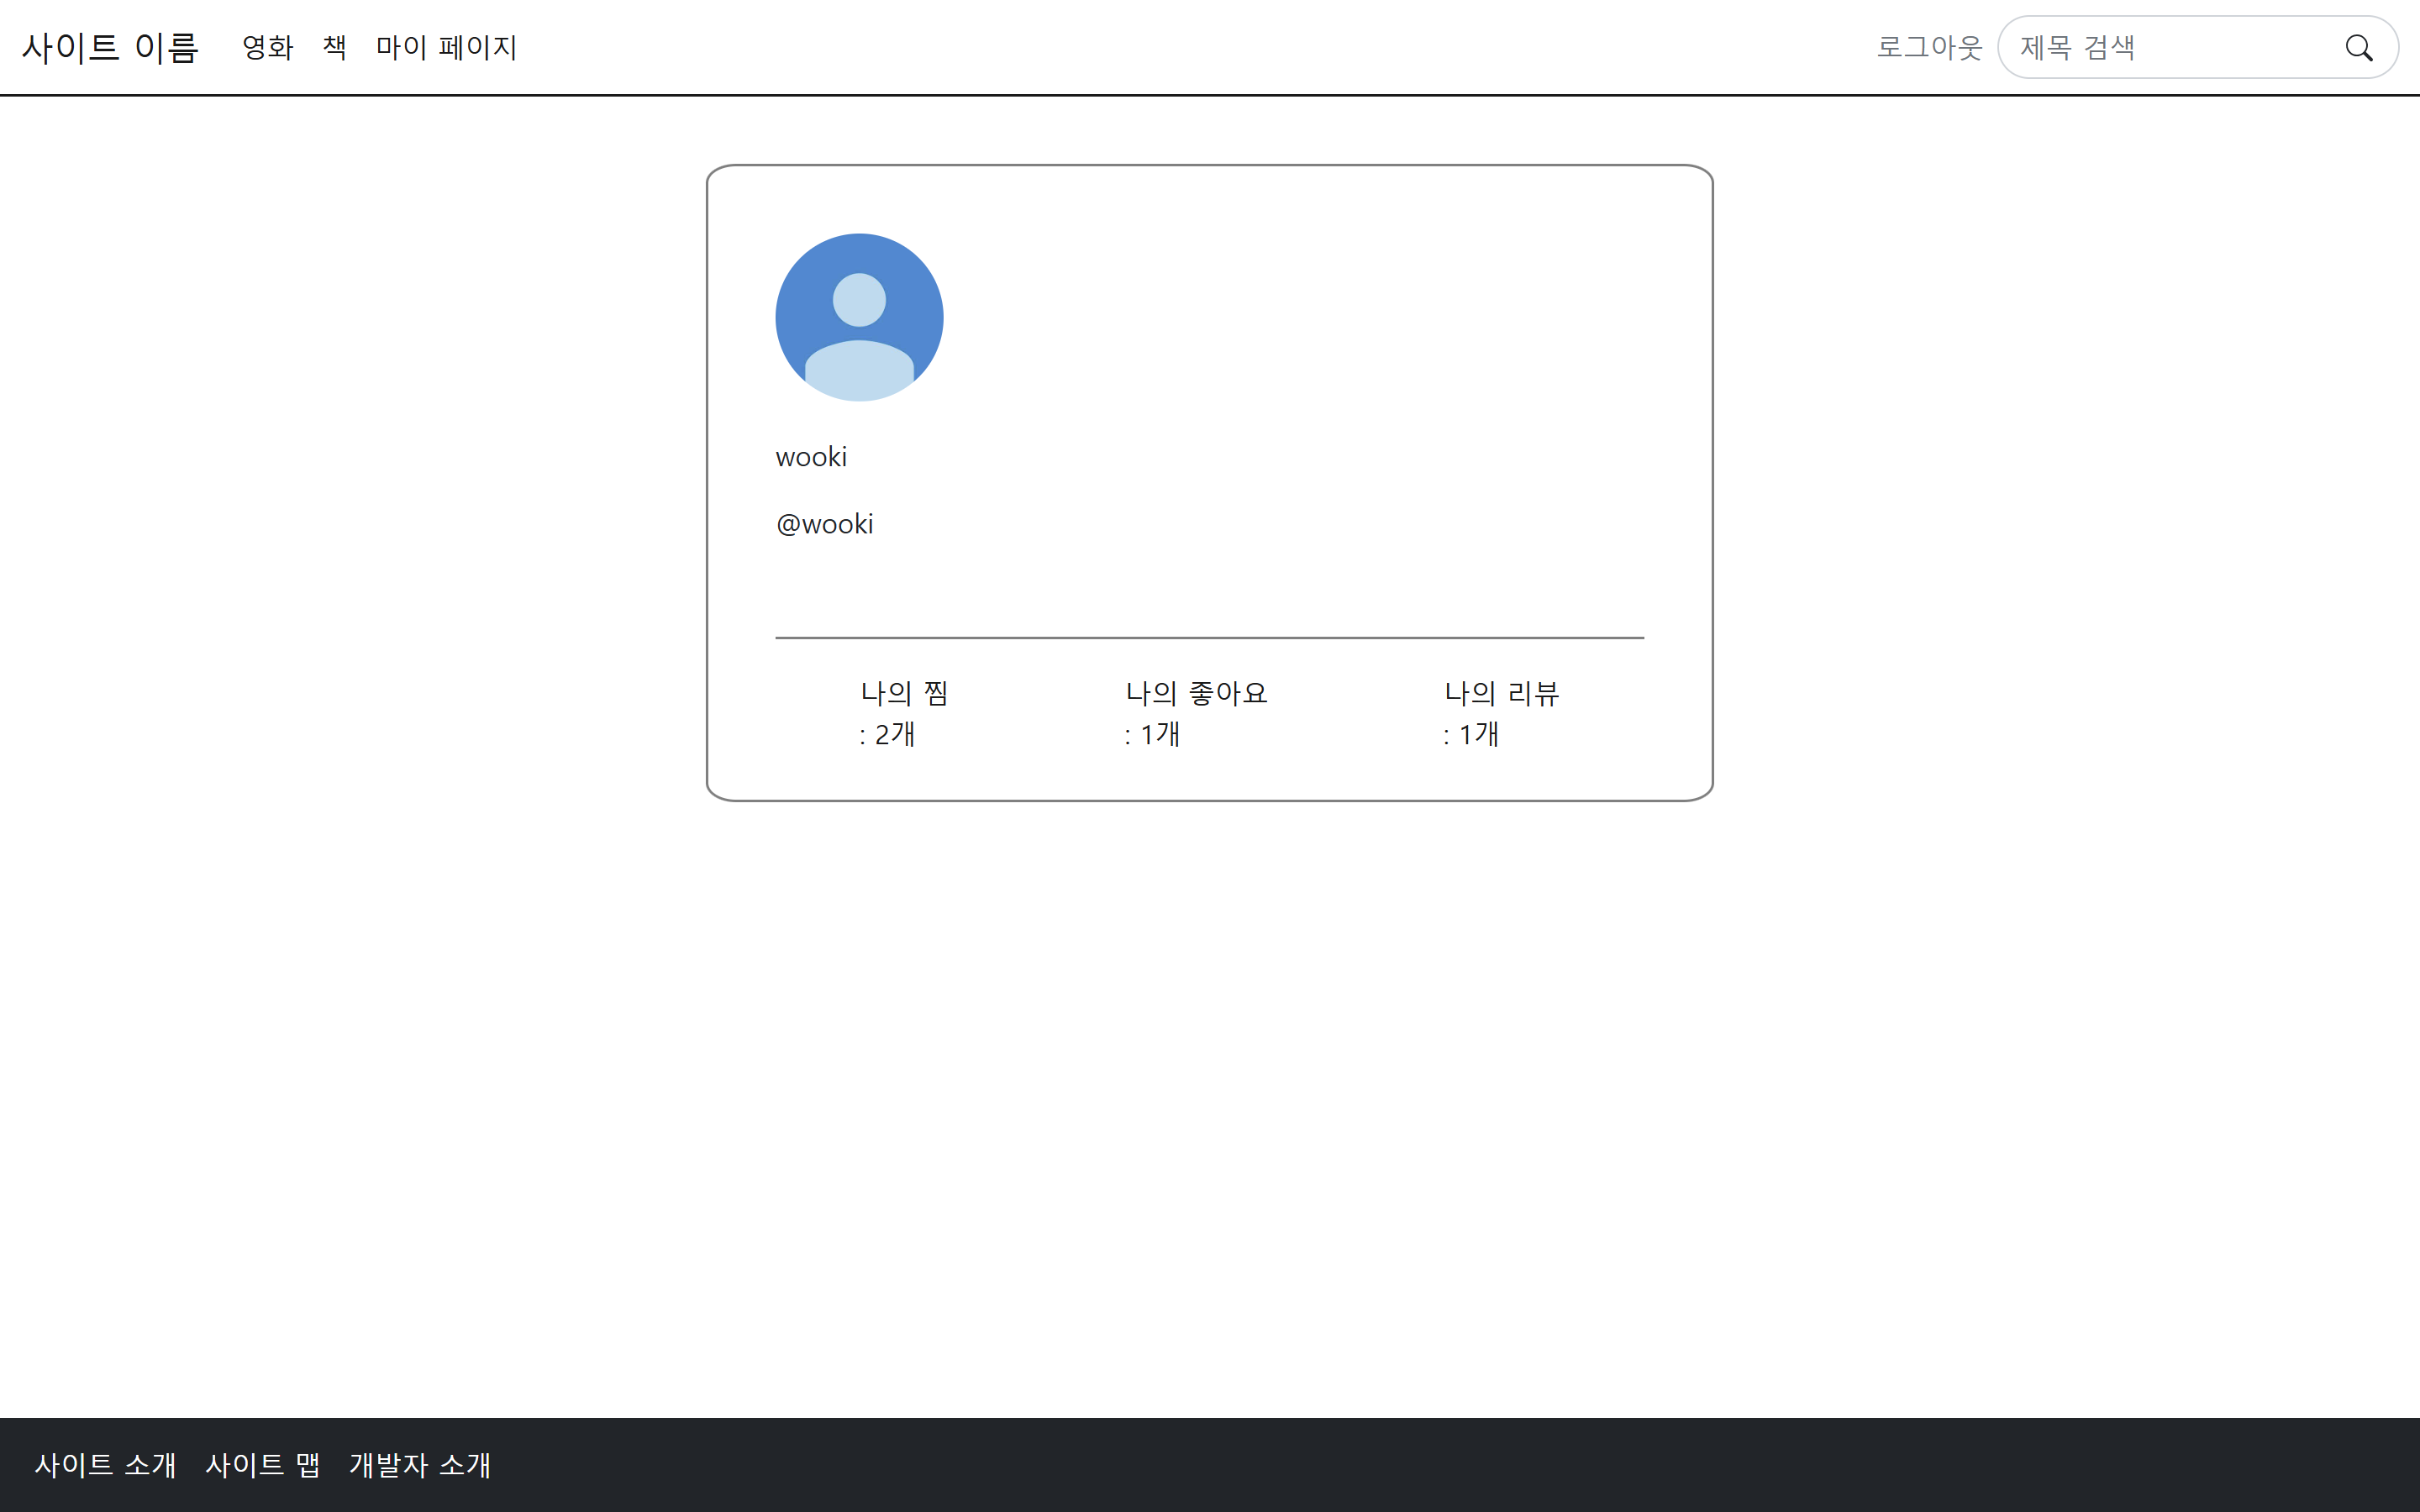 사이트 이름 영화 책 마이 페이지 로그아웃 제목 검색
wooki
@wooki
나의 찜 나의 좋아요 나의 리뷰
: 2개 : 1개 : 1개
사이트 소개 사이트 맵 개발자 소개